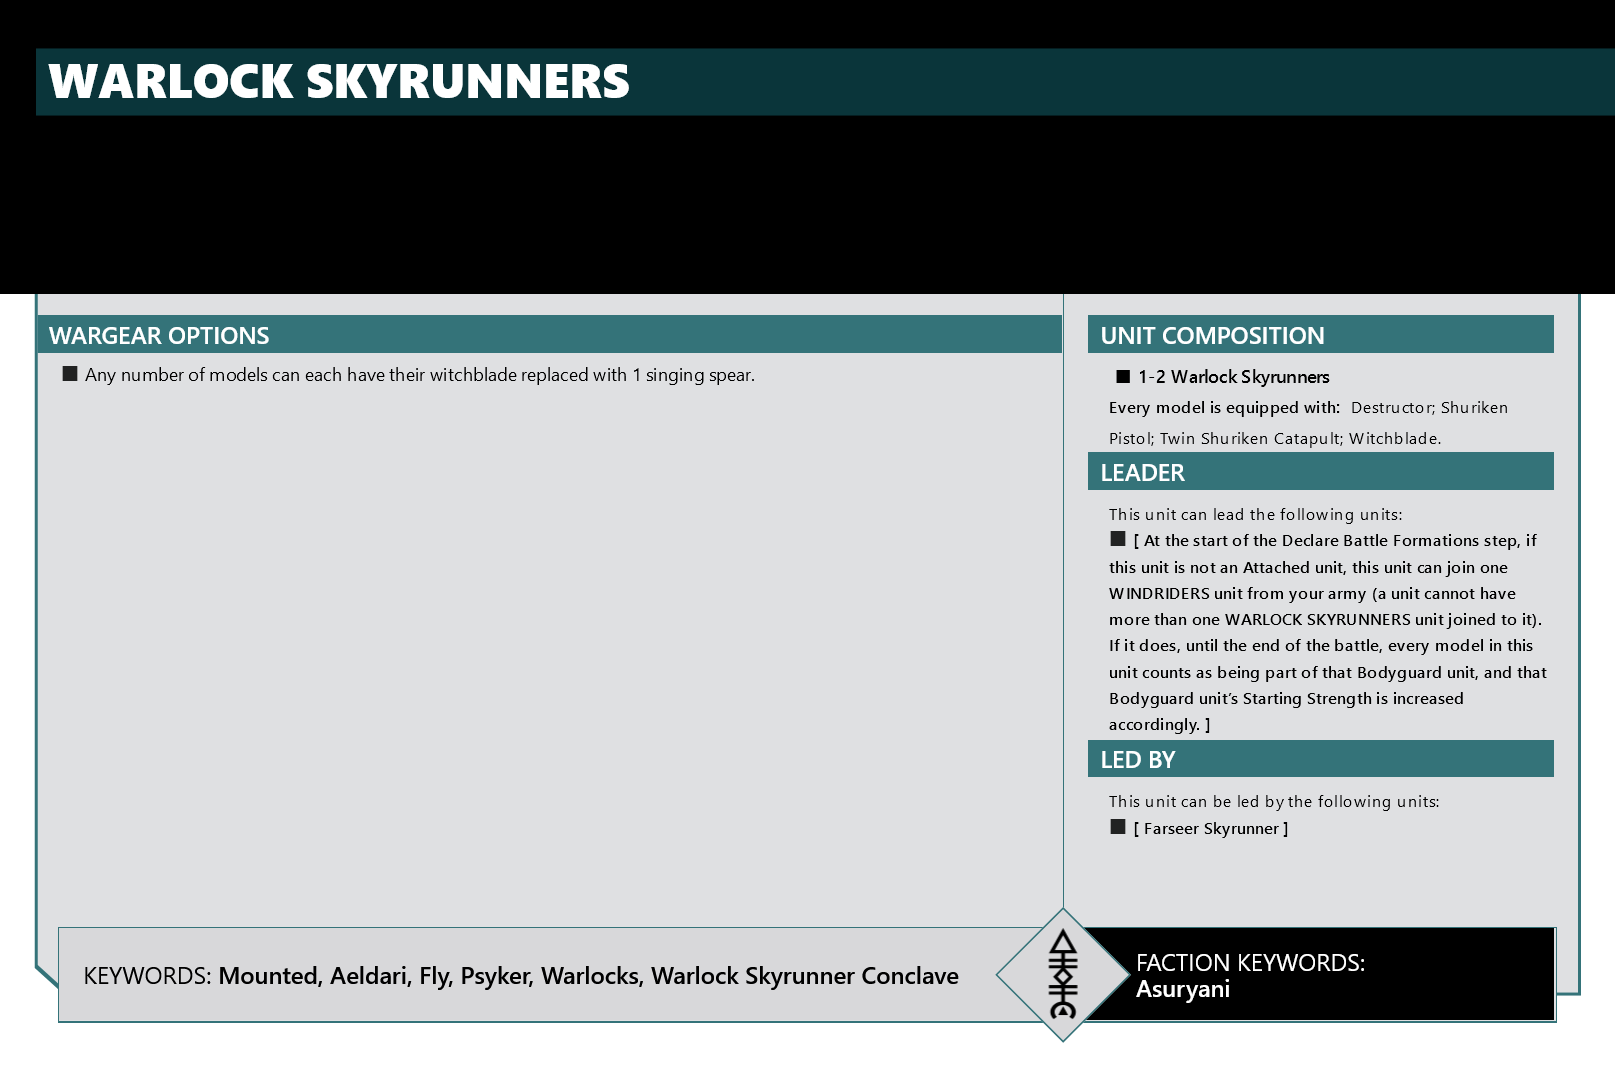 WARLOCK SKYRUNNERS
WARGEAR OPTIONS
■ Any number of models can each have their witchblade replaced with 1 singing spear.
UNIT COMPOSITION
■ 1-2 Warlock Skyrunners
Every model is equipped with: Destructor; Shuriken
Pistol; Twin Shuriken Catapult; Witchblade.
LEADER
This unit can lead the following units:
■ [ At the start of the Declare Battle Formations step, if
this unit is not an Attached unit, this unit can join one
WINDRIDERS unit from your army (a unit cannot have
more than one WARLOCK SKYRUNNERS unit joined to it).
If it does, until the end of the battle, every model in this
unit counts as being part of that Bodyguard unit, and that
Bodyguard unit’s Starting Strength is increased
accordingly. ]
LED BY
This unit can be led by the following units:
■ [ Farseer Skyrunner ]
KEYWORDS: Mounted, Aeldari, Fly, Psyker, Warlocks, Warlock Skyrunner Conclave
FACTION KEYWORDS:
Asuryani